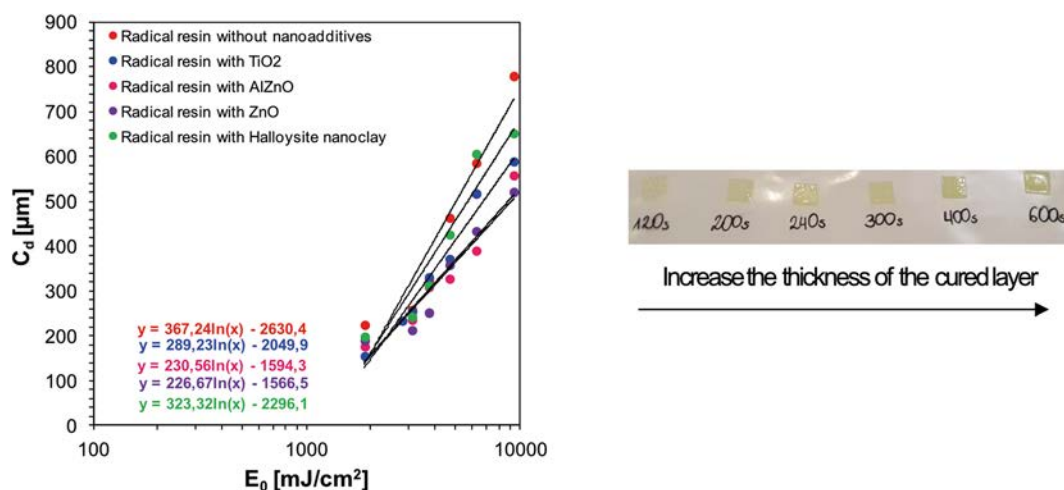 900
800
700
600
500
400
300
200
100
0
C_d [µm]
Radical resin without nanoadditives
Radical resin with TiO2
Radical resin with AlZnO
Radical resin with ZnO
Radical resin with Halloysite nanoclay
y = 367,24ln(x) - 2630,4
y = 289,23ln(x) - 2049,9
y = 230,56ln(x) - 1594,3
y = 226,67ln(x) - 1566,5
y = 323,32ln(x) - 2296,1
100 1000 10000
E₀ [mJ/cm²]
120s 200s 240s 300s 400s 600s
Increase the thickness of the cured layer